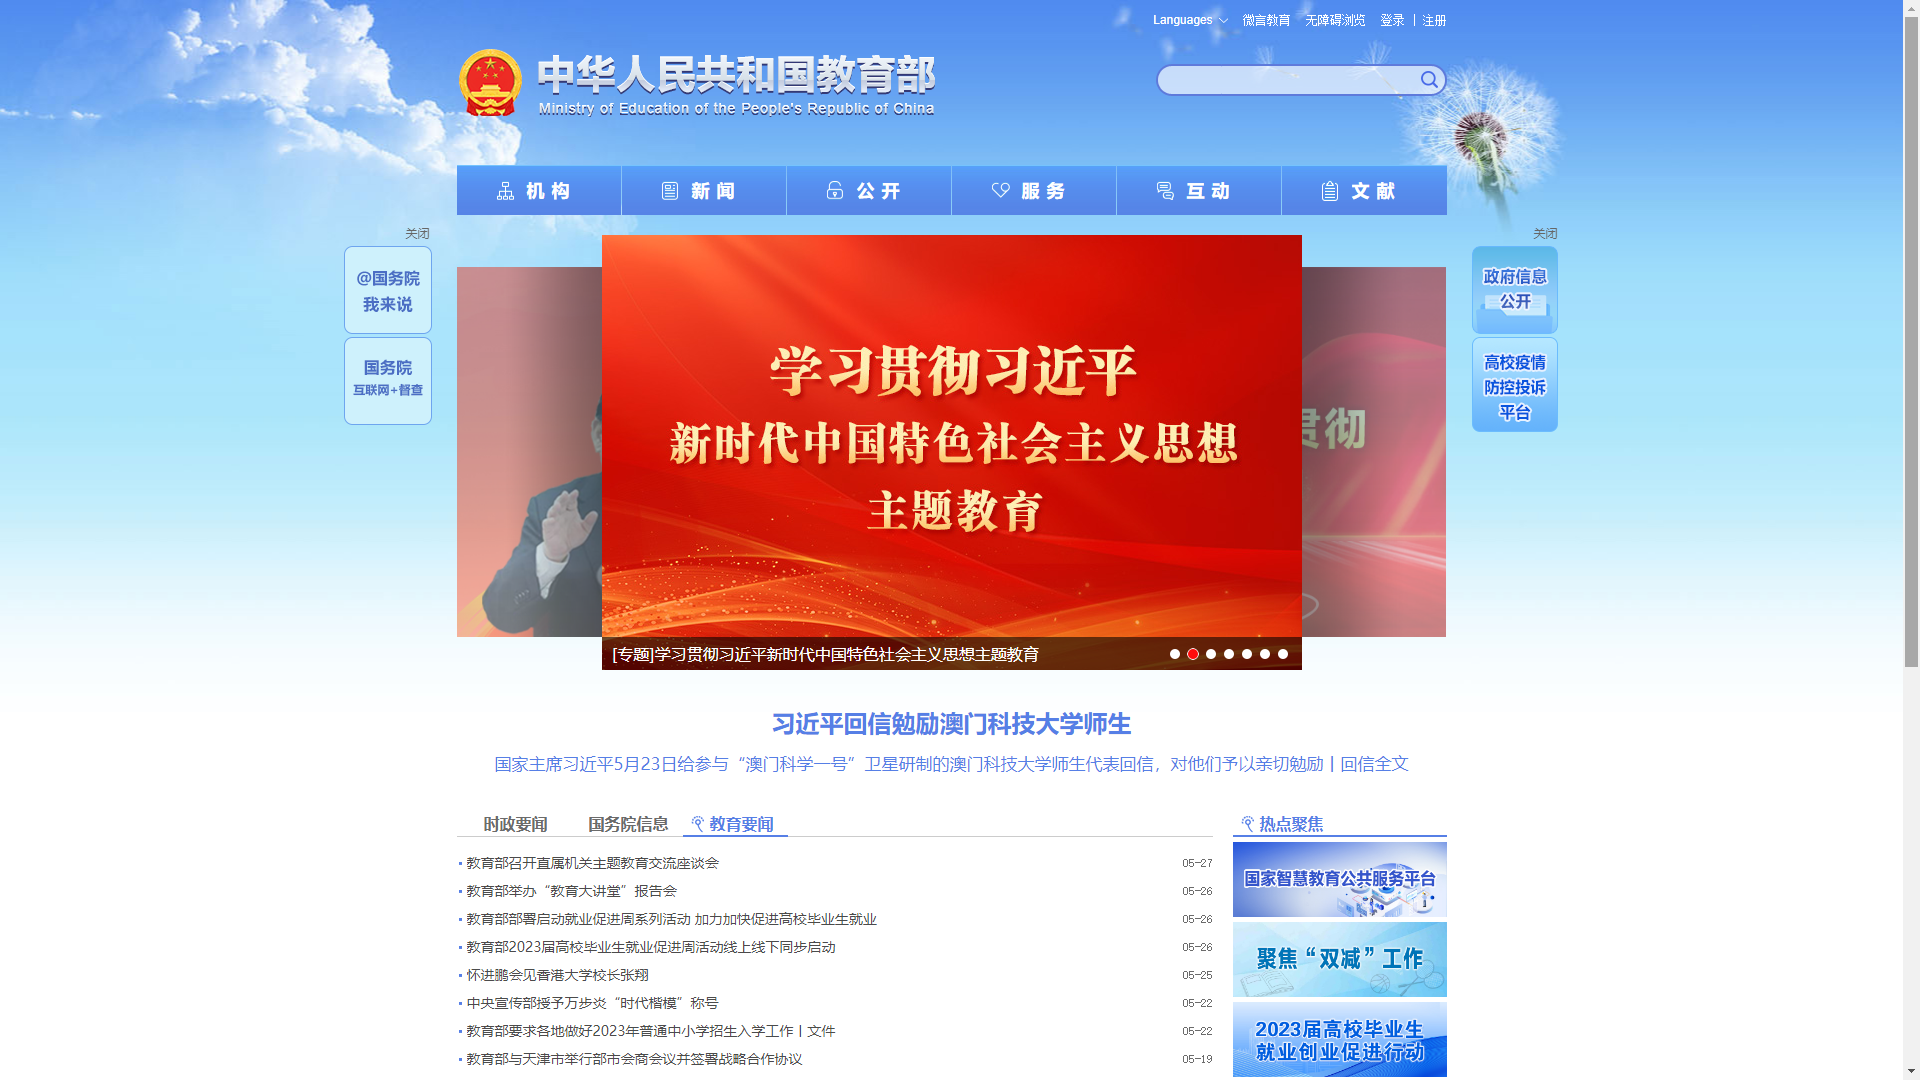 Languages 微言教育 无障碍浏览 登录 | 注册
中华人民共和国教育部
Ministry of Education of the People's Republic of China
机构 新闻 公开 服务 互动 文献
关闭
@国务院
我来说
国务院
互联网+督查
关闭
政府信息
公开
高校疫情
防控投诉
平台
学习贯彻习近平
新时代中国特色社会主义思想
主题教育
贯彻
[专题]学习贯彻习近平新时代中国特色社会主义思想主题教育
习近平回信勉励澳门科技大学师生
国家主席习近平5月23日给参与“澳门科学一号”卫星研制的澳门科技大学师生代表回信，对他们予以亲切勉励丨回信全文
时政要闻 国务院信息 教育要闻
教育部召开直属机关主题教育交流座谈会 05-27
教育部举办“教育大讲堂”报告会 05-26
教育部部署启动就业促进周系列活动 加力加快促进高校毕业生就业 05-26
教育部2023届高校毕业生就业促进周活动线上线下同步启动 05-26
怀进鹏会见香港大学校长张翔 05-25
中央宣传部授予万步炎“时代楷模”称号 05-22
教育部要求各地做好2023年普通中小学招生入学工作丨文件 05-22
教育部与天津市举行部市会商会议并签署战略合作协议 05-19
热点聚焦
国家智慧教育公共服务平台
聚焦“双减”工作
2023届高校毕业生
就业创业促进行动